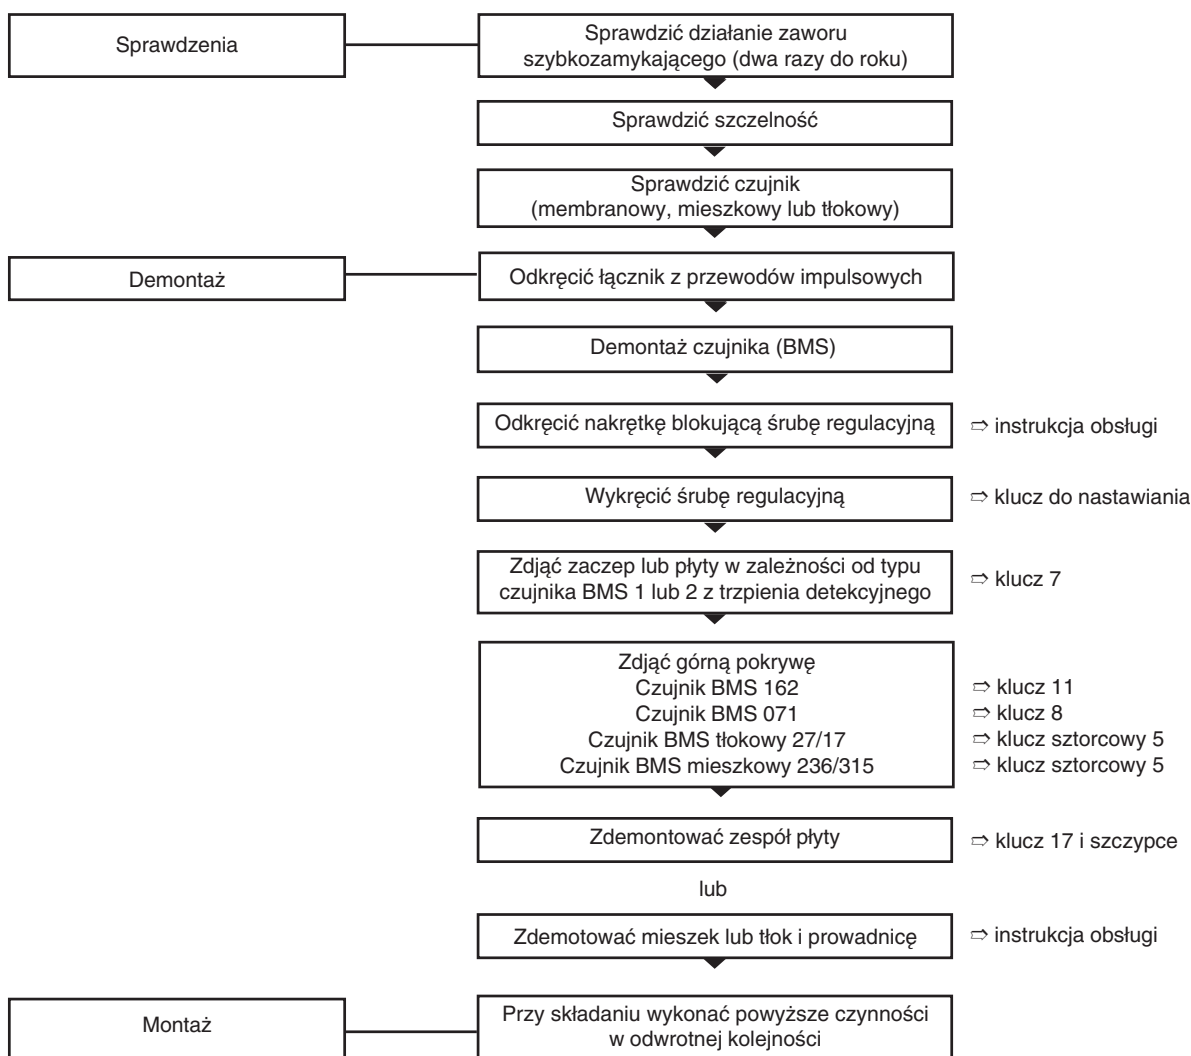 Sprawdzenia
Sprawdzić działanie zaworu
szybkozamykającego (dwa razy do roku)
Sprawdzić szczelność
Sprawdzić czujnik
(membranowy, mieszkowy lub tłokowy)
Demontaż
Odkręcić łącznik z przewodów impulsowych
Demontaż czujnika (BMS)
Odkręcić nakrętkę blokującą śrubę regulacyjną
⇨ instrukcja obsługi
Wykręcić śrubę regulacyjną
⇨ klucz do nastawiania
Zdjąć zaczep lub płyty w zależności od typu
czujnika BMS 1 lub 2 z trzpienia detekcyjnego
⇨ klucz 7
Zdjąć górną pokrywę
Czujnik BMS 162
⇨ klucz 11
Czujnik BMS 071
⇨ klucz 8
Czujnik BMS tłokowy 27/17
⇨ klucz sztorcowy 5
Czujnik BMS mieszkowy 236/315
⇨ klucz sztorcowy 5
Zdemontować zespół płyty
⇨ klucz 17 i szczypce
lub
Zdemotować mieszek lub tłok i prowadnicę
⇨ instrukcja obsługi
Montaż
Przy składaniu wykonać powyższe czynności
w odwrotnej kolejności